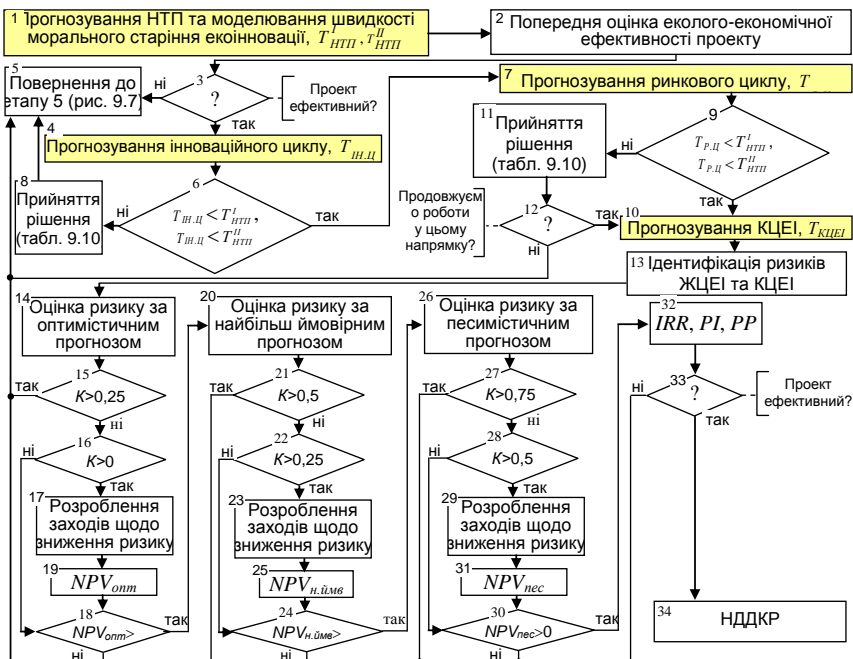 1 Прогнозування НТП та моделювання швидкості
морального старіння екоінновації, T^I_НТП, T^II_НТП
2 Попередня оцінка еколого-економічної
ефективності проекту
5 Повернення до
етапу 5 (рис. 9.7)
ні
3
?
Проект
ефективний?
так
7 Прогнозування ринкового циклу, T
4
Прогнозування інноваційного циклу, T_ІН.Ц
11
Прийняття
рішення
(табл. 9.10)
ні
9
T_Р.Ц < T^I_НТП,
T_Р.Ц < T^II_НТП
так
8
Прийняття
рішення
(табл. 9.10
ні
6
T_ІН.Ц < T^I_НТП,
T_ІН.Ц < T^II_НТП
так
Продовжуєм
о роботи
у цьому
напрямку?
12
?
так
ні
10
Прогнозування КЦЕІ, T_КЦЕІ
13 Ідентифікація ризиків
ЖЦЕІ та КЦЕІ
14 Оцінка ризику за
оптимістичним
прогнозом
20 Оцінка ризику за
найбільш ймовірним
прогнозом
26 Оцінка ризику за
песимістичним
прогнозом
32
IRR, PI, PP
так
15
K>0,25
ні
так
21
K>0,5
ні
так
27
K>0,75
ні
ні
33
?
Проект
ефективний?
так
ні
16
K>0
так
ні
22
K>0,25
так
ні
28
K>0,5
так
17 Розроблення
заходів щодо
зниження ризику
23 Розроблення
заходів щодо
зниження ризику
29 Розроблення
заходів щодо
зниження ризику
19
NPV_опт
25
NPV_н.ймв
31
NPV_пес
18
NPV_опт>
так
ні
24
NPV_н.ймв>
так
ні
30
NPV_пес>0
так
ні
34
НДДКР